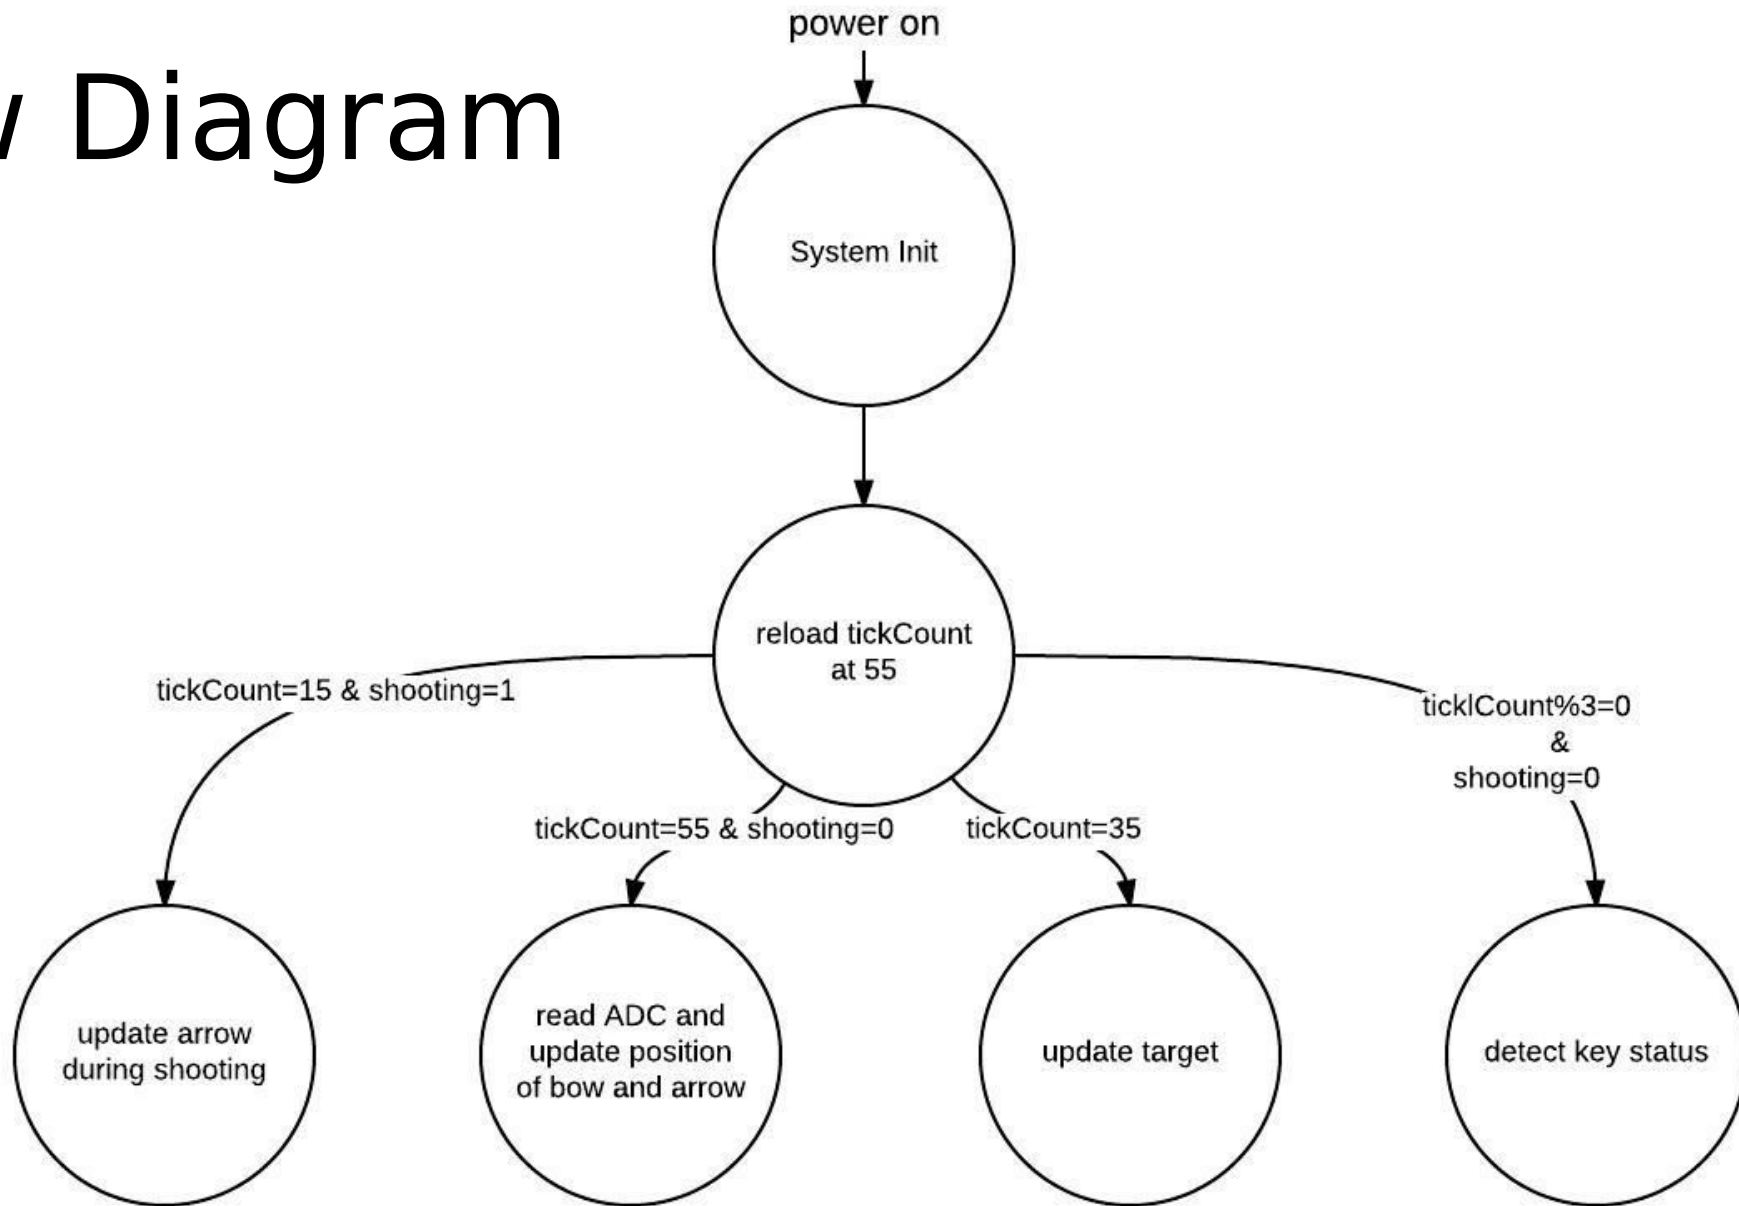 power on
Diagram
System Init
reload tickCount
at 55
tickCount=15 & shooting=1
ticklCount%3=0
&
shooting=0
tickCount=55 & shooting=0
tickCount=35
update arrow
during shooting
read ADC and
update position
of bow and arrow
update target
detect key status